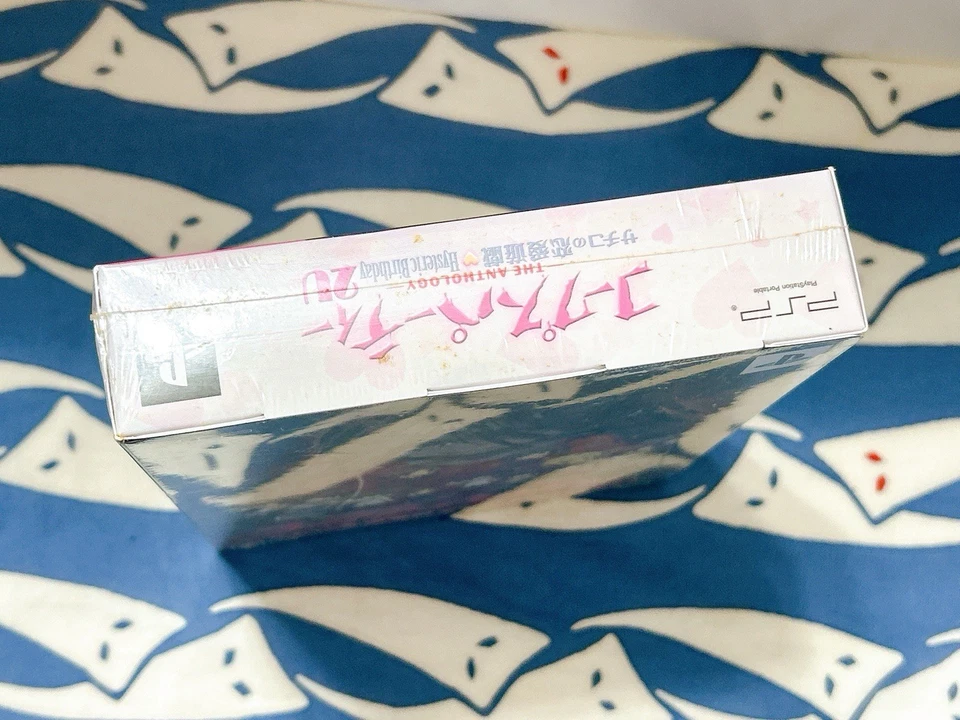 PSP®
PlayStation Portable
コープスパーティー
THE ANTHOLOGY
サチコの恋愛遊戯♥Hysteric Birthday
2U